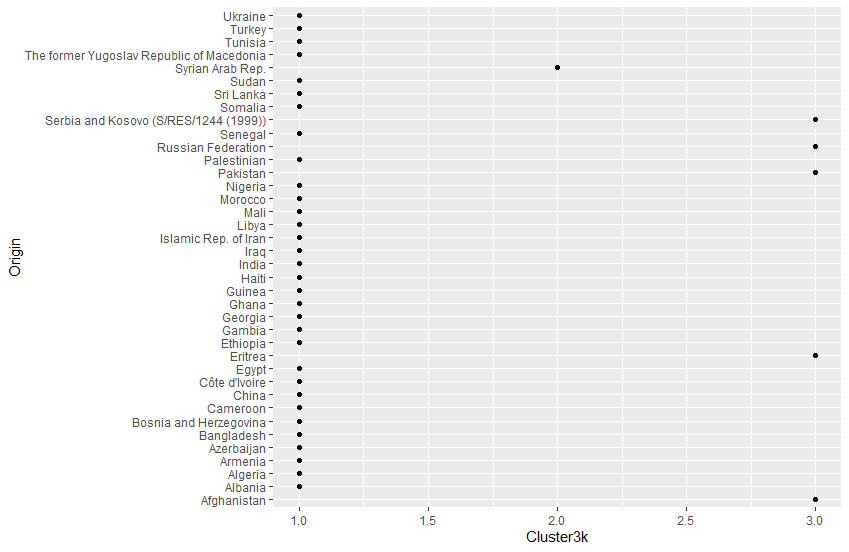 Ukraine
Turkey
Tunisia
The former Yugoslav Republic of Macedonia
Syrian Arab Rep.
Sudan
Sri Lanka
Somalia
Serbia and Kosovo (S/RES/1244 (1999))
Senegal
Russian Federation
Palestinian
Pakistan
Nigeria
Morocco
Mali
Libya
Islamic Rep. of Iran
Iraq
India
Haiti
Guinea
Ghana
Georgia
Gambia
Ethiopia
Eritrea
Egypt
Côte d'Ivoire
China
Cameroon
Bosnia and Herzegovina
Bangladesh
Azerbaijan
Armenia
Algeria
Albania
Afghanistan
Origin
1.0 1.5 2.0 2.5 3.0
Cluster3k